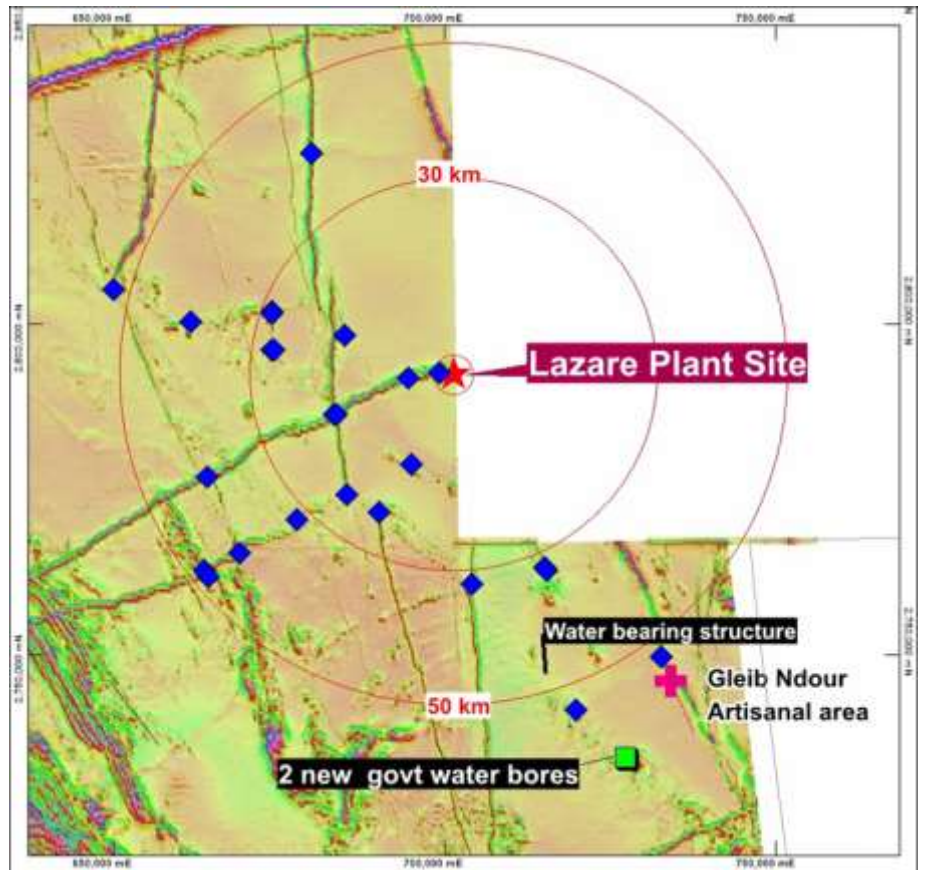 650,000 mE
700,000 mE
750,000 mE
N
30 km
2,800,000 mN
2,800,000 mN
Lazare Plant Site
Water bearing structure
2,750,000 mN
2,750,000 mN
Gleib Ndour
Artisanal area
50 km
2 new govt water bores
650,000 mE
700,000 mE
750,000 mE